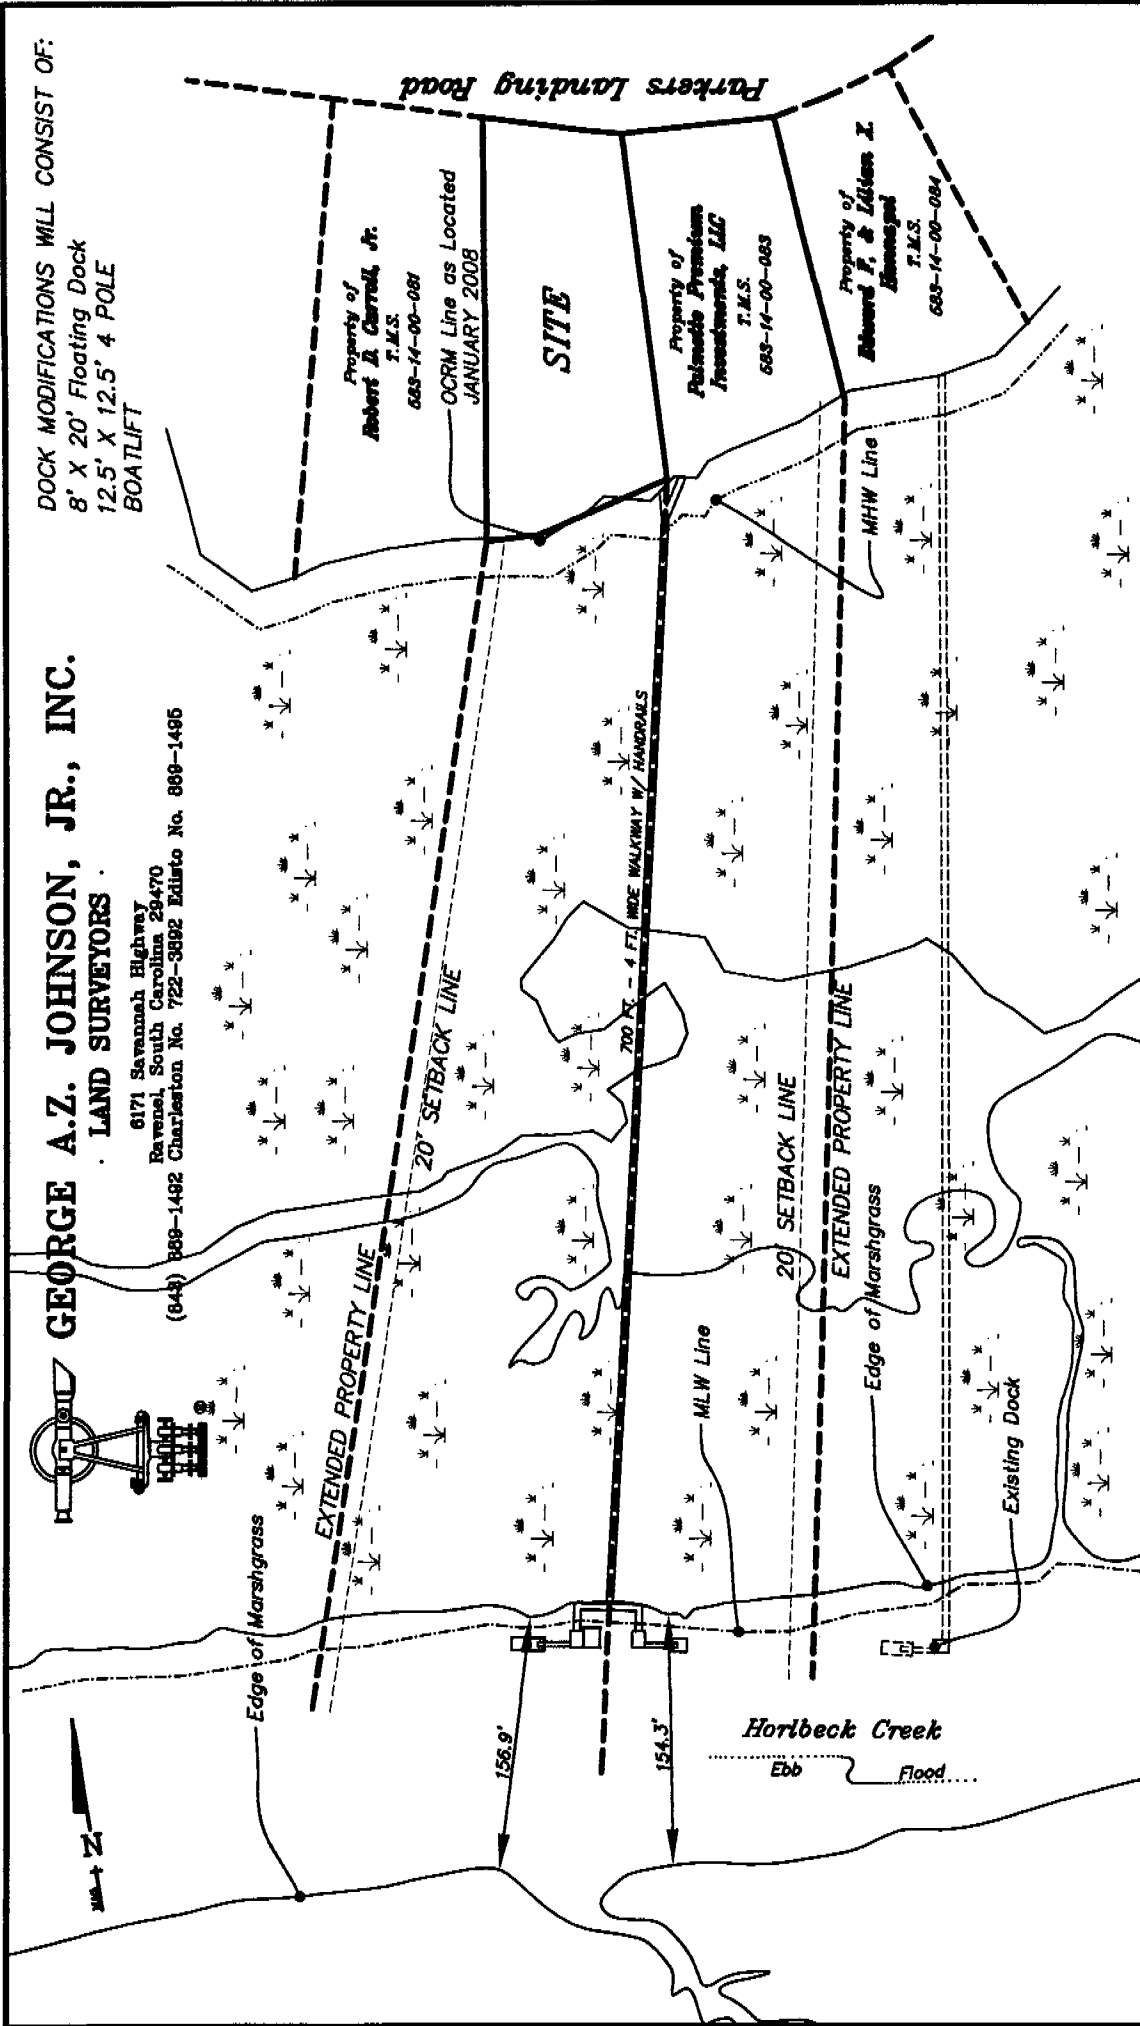 DOCK MODIFICATIONS WILL CONSIST OF:
8' X 20' Floating Dock
12.5' X 12.5' 4 POLE
BOATLIFT
GEORGE A.Z. JOHNSON, JR., INC.
· LAND SURVEYORS ·
6171 Savannah Highway
Ravenel, South Carolina 29470
(843) 889-1492 Charleston No. 722-3892 Edisto No. 889-1495
Parkers Landing Road
Property of
Robert D. Carroll, Jr.
T.M.S.
583-14-00-081
OCRM Line as Located
JANUARY 2008
SITE
Property of
Palmetto Premium
Investments, LLC
T.M.S.
583-14-00-083
Property of
Edward F. & Lillian K.
T.M.S.
583-14-00-084
MHW Line
700 FT. - 4 FT. WIDE WALKWAY W/ HANDRAILS
20' SETBACK LINE
EXTENDED PROPERTY LINE
20' SETBACK LINE
EXTENDED PROPERTY LINE
Edge of Marshgrass
MLW Line
Existing Dock
Edge of Marshgrass
156.9'
154.3'
Horlbeck Creek
Ebb
Flood
N